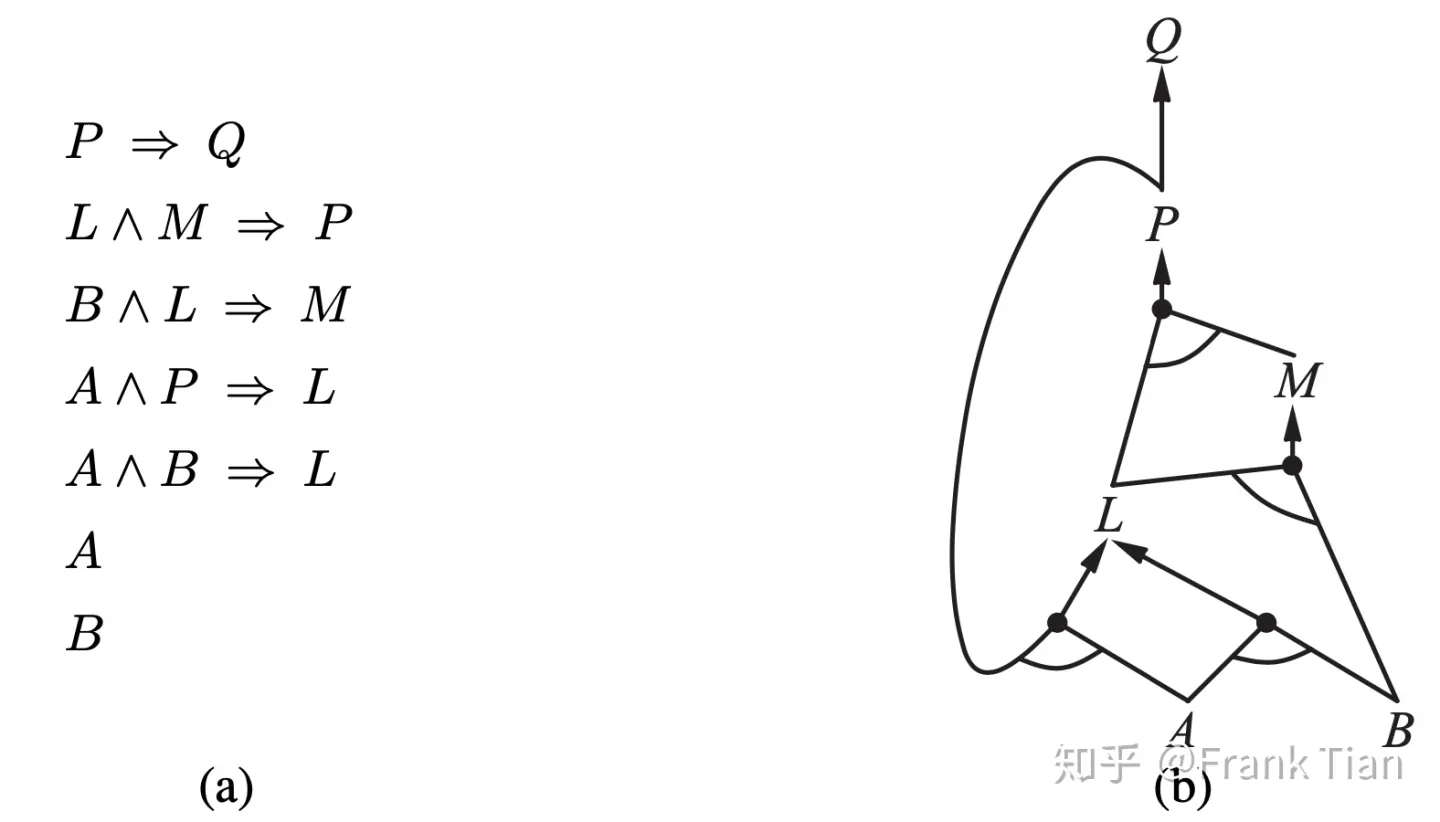 P ⇒ Q
L ∧ M ⇒ P
B ∧ L ⇒ M
A ∧ P ⇒ L
A ∧ B ⇒ L
A
B
(a)
Q
P
M
L
A
B
知乎 @Frank Tian
(b)